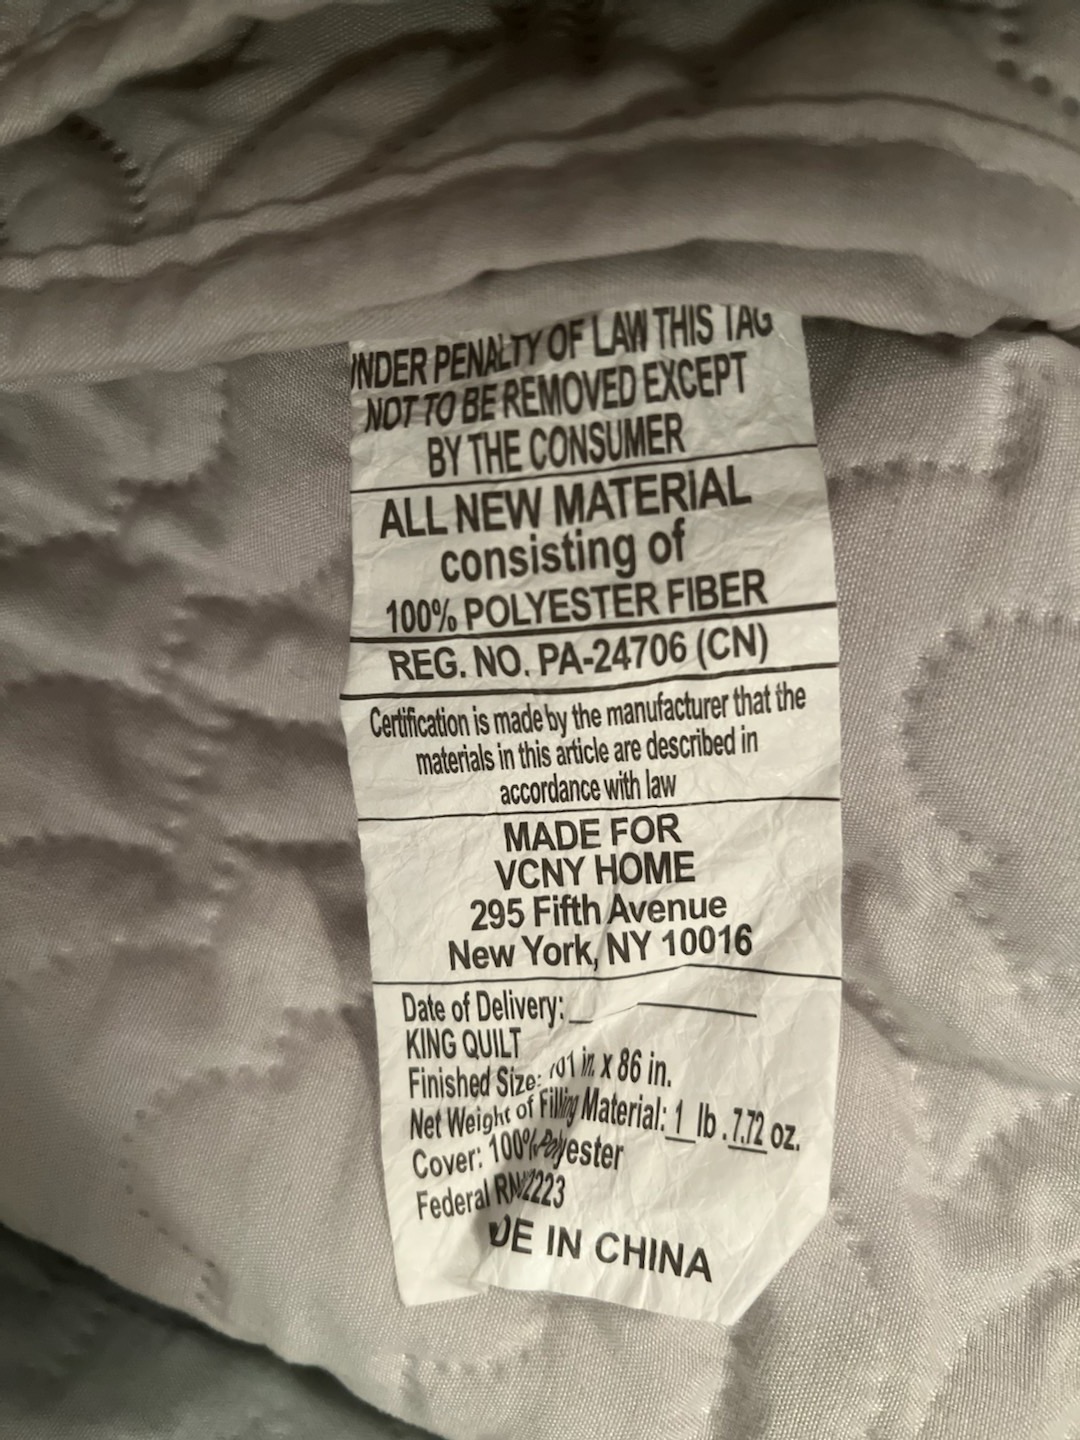 UNDER PENALTY OF LAW THIS TAG
NOT TO BE REMOVED EXCEPT
BY THE CONSUMER
ALL NEW MATERIAL
consisting of
100% POLYESTER FIBER
REG. NO. PA-24706 (CN)
Certification is made by the manufacturer that the
materials in this article are described in
accordance with law
MADE FOR
VCNY HOME
295 Fifth Avenue
New York, NY 10016
Date of Delivery:
KING QUILT
Finished Size: 101 in. x 86 in.
Net Weight of Filling Material: 1 lb. 7.72 oz.
Cover: 100% Polyester
Federal
DE IN CHINA